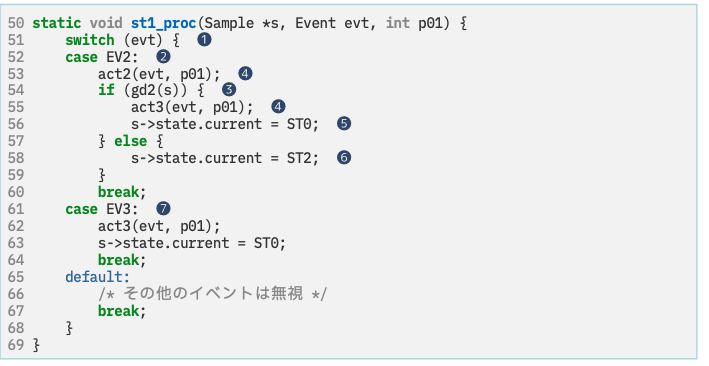 50 static void st1_proc(Sample *s, Event evt, int p01) {
51     switch (evt) {  ❶
52     case EV2:  ❷
53         act2(evt, p01);  ❹
54         if (gd2(s)) {  ❸
55             act3(evt, p01);  ❹
56             s->state.current = ST0;  ❺
57         } else {
58             s->state.current = ST2;  ❻
59         }
60         break;
61     case EV3:  ❼
62         act3(evt, p01);
63         s->state.current = ST0;
64         break;
65     default:
66         /* その他のイベントは無視 */
67         break;
68     }
69 }